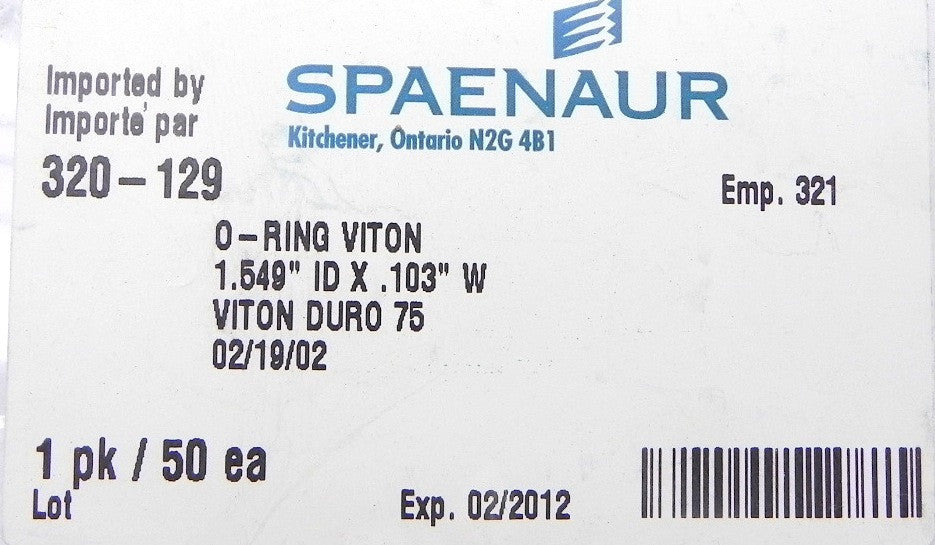 Imported by
Importe' par
SPAENAUR
Kitchener, Ontario N2G 4B1
320-129
Emp. 321
O-RING VITON
1.549" ID X .103" W
VITON DURO 75
02/19/02
1 pk / 50 ea
Lot
Exp. 02/2012